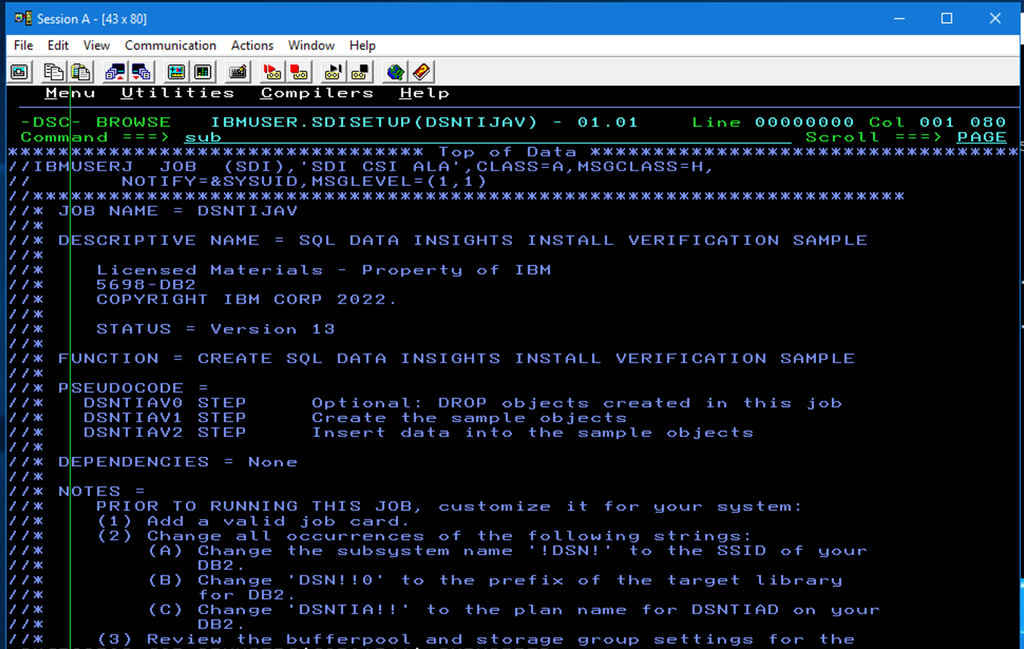 Session A - [43 x 80]
File Edit View Communication Actions Window Help
Menu Utilities Compilers Help
-DSC- BROWSE IBMUSER.SDISETUP(DSNTIJAV) - 01.01 Line 00000000 Col 001 080
Command ===> sub Scroll ===> PAGE
********************************* Top of Data **********************************
//IBMUSERJ JOB (SDI),'SDI CSI ALA',CLASS=A,MSGCLASS=H,
// NOTIFY=&SYSUID,MSGLEVEL=(1,1)
//*********************************************************************
//* JOB NAME = DSNTIJAV
//*
//* DESCRIPTIVE NAME = SQL DATA INSIGHTS INSTALL VERIFICATION SAMPLE
//*
//* Licensed Materials - Property of IBM
//* 5698-DB2
//* COPYRIGHT IBM CORP 2022.
//*
//* STATUS = Version 13
//*
//* FUNCTION = CREATE SQL DATA INSIGHTS INSTALL VERIFICATION SAMPLE
//*
//* PSEUDOCODE =
//* DSNTIAV0 STEP Optional: DROP objects created in this job
//* DSNTIAV1 STEP Create the sample objects
//* DSNTIAV2 STEP Insert data into the sample objects
//*
//* DEPENDENCIES = None
//*
//* NOTES =
//* PRIOR TO RUNNING THIS JOB, customize it for your system:
//* (1) Add a valid job card.
//* (2) Change all occurrences of the following strings:
//* (A) Change the subsystem name '!DSN!' to the SSID of your
//* DB2.
//* (B) Change 'DSN!!0' to the prefix of the target library
//* for DB2.
//* (C) Change 'DSNTIA!!' to the plan name for DSNTIAD on your
//* DB2.
//* (3) Review the bufferpool and storage group settings for the